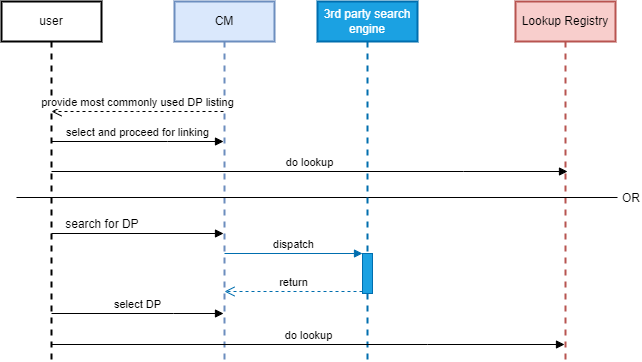 user
CM
3rd party search
engine
Lookup Registry
provide most commonly used DP listing
select and proceed for linking
do lookup
OR
search for DP
dispatch
return
select DP
do lookup